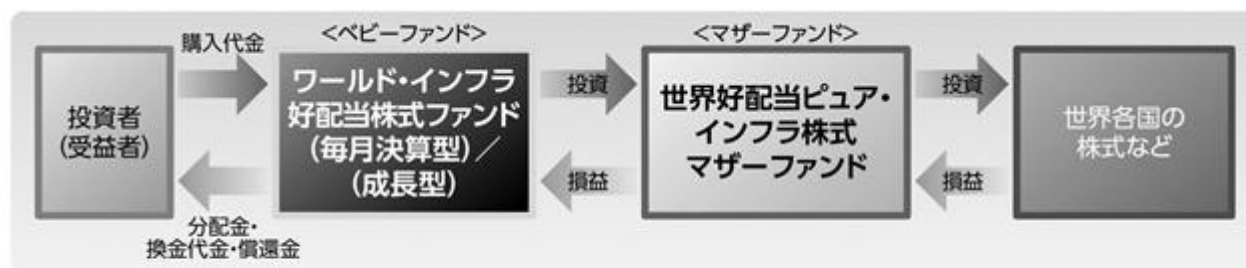 投資者
(受益者)
購入代金
分配金・
換金代金・償還金
<ベビーファンド>
ワールド・インフラ
好配当株式ファンド
(毎月決算型)/
(成長型)
投資
損益
<マザーファンド>
世界好配当ピュア・
インフラ株式
マザーファンド
投資
損益
世界各国の
株式など